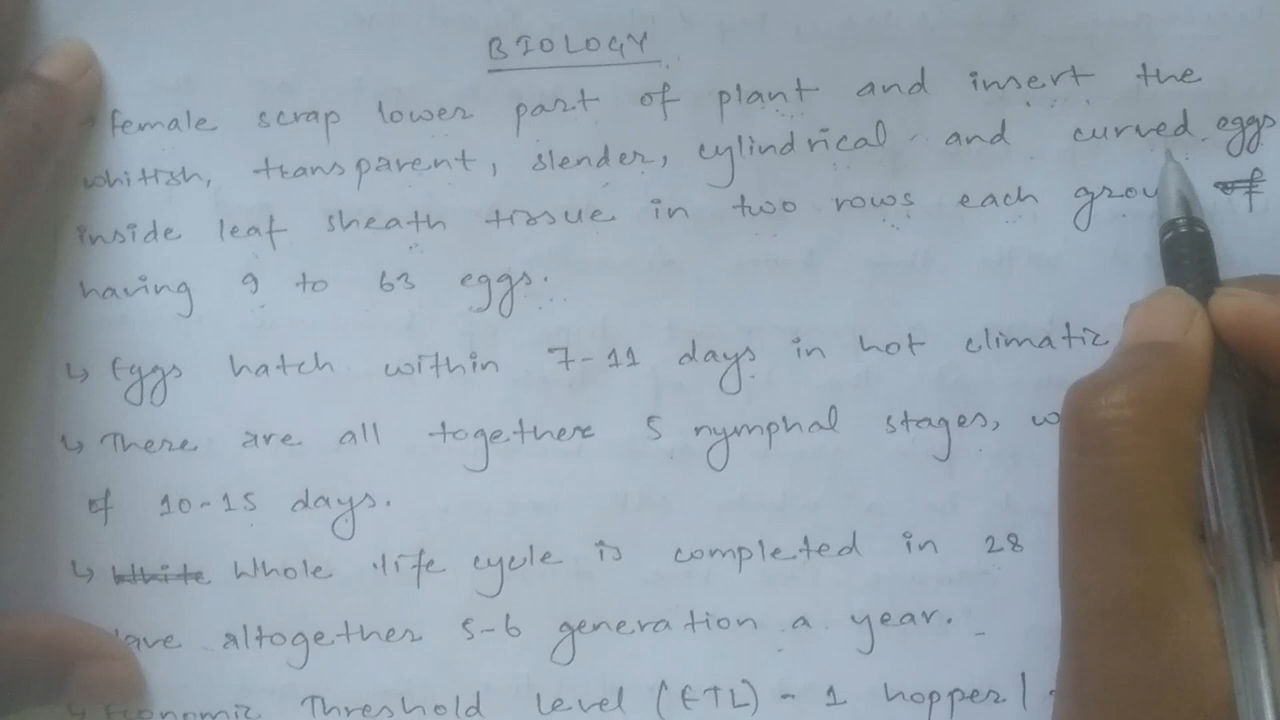 BIOLOGY
female scrap lower part of plant and insert the
whitish, transparent, slender, cylindrical and curved eggs
inside leaf sheath tissue in two rows each of
having 9 to 63 eggs.
↳ Eggs hatch within 7-11 days in hot climatic
↳ There are all together 5 nymphal stages,
of 10-15 days.
↳ Whole life cycle is completed in 28
altogether 5-6 generation a year.
↳ Economic Threshold level (ETL) - 1 hopper /